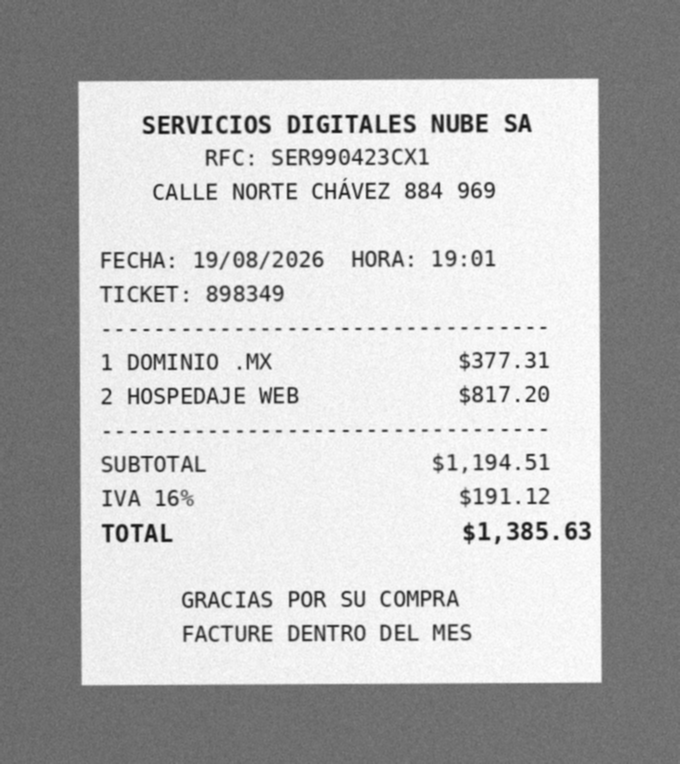 SERVICIOS DIGITALES NUBE SA
RFC: SER990423CX1
CALLE NORTE CHÁVEZ 884 969
FECHA: 19/08/2026 HORA: 19:01
TICKET: 898349
----------------------------------
1 DOMINIO .MX $377.31
2 HOSPEDAJE WEB $817.20
----------------------------------
SUBTOTAL $1,194.51
IVA 16% $191.12
TOTAL $1,385.63
GRACIAS POR SU COMPRA
FACTURE DENTRO DEL MES